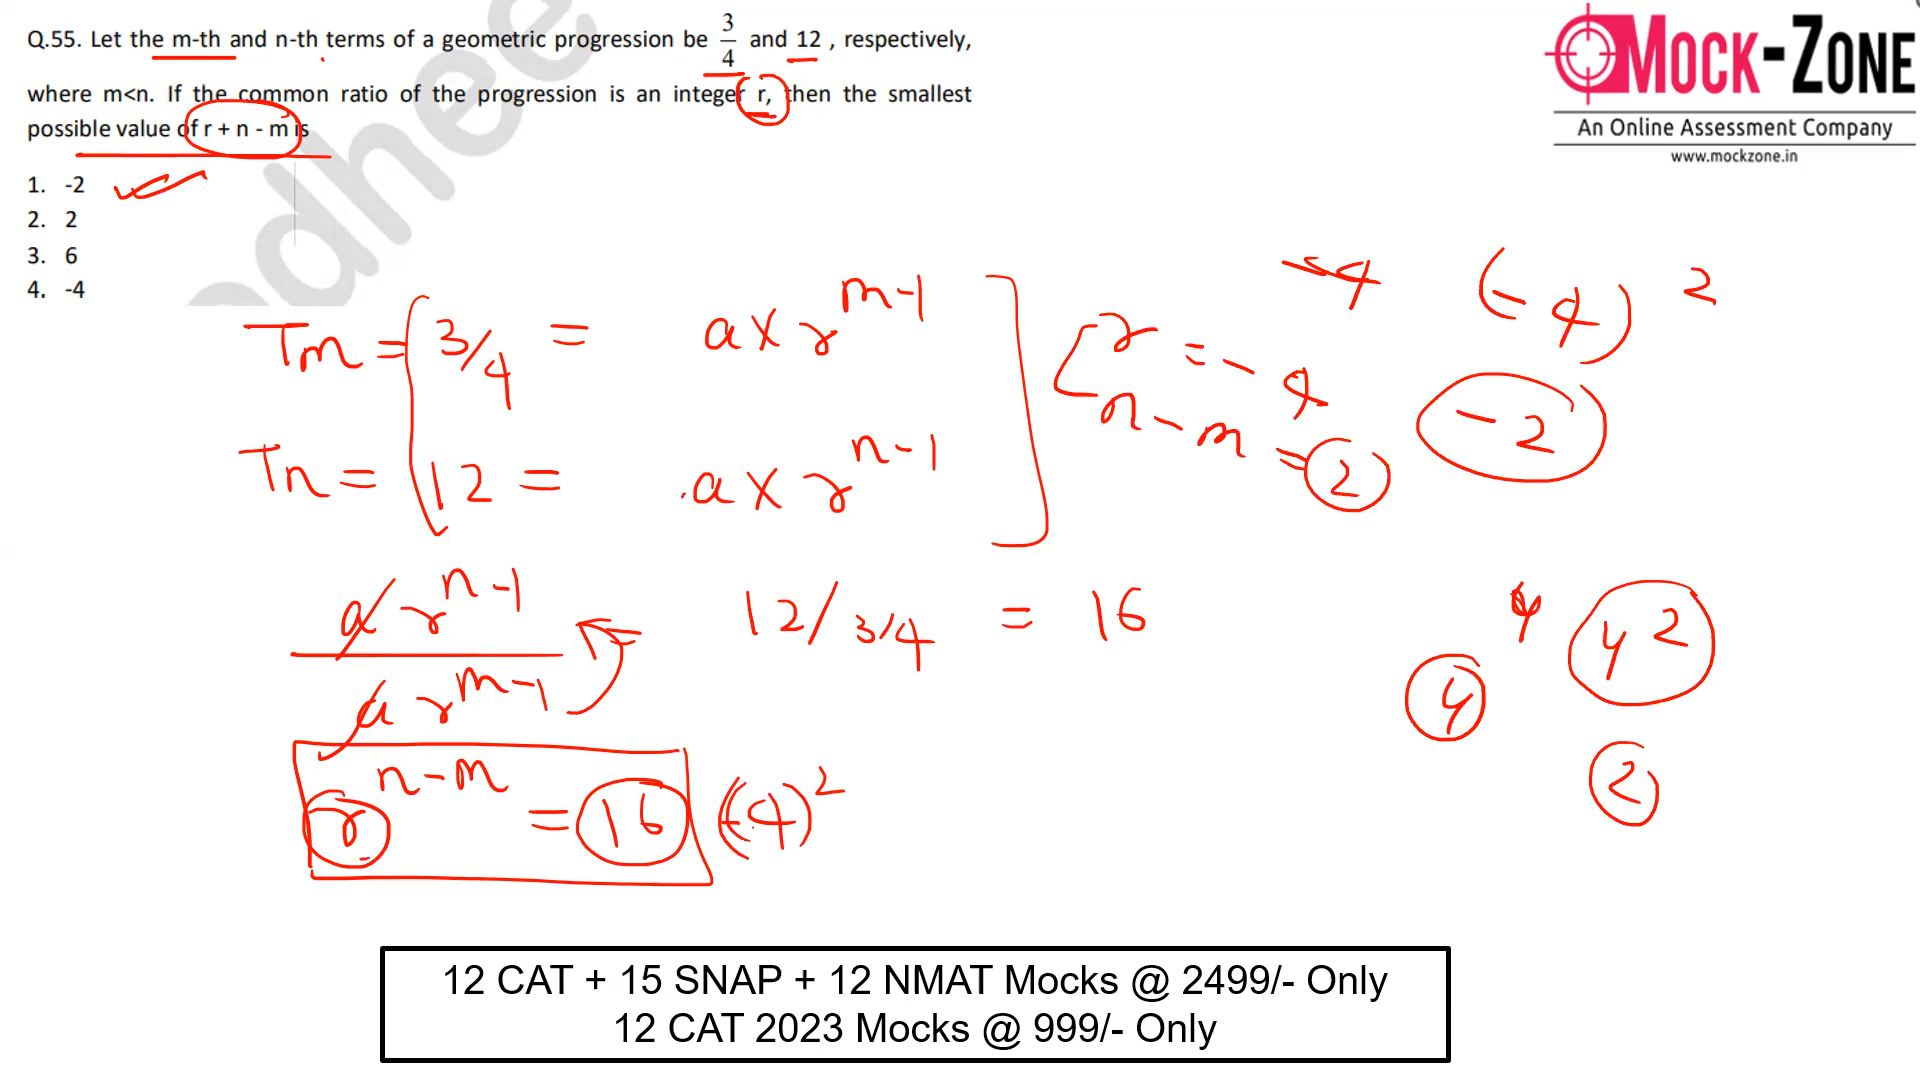 Q.55. Let the m-th and n-th terms of a geometric progression be 3/4 and 12 , respectively,
where m<n. If the common ratio of the progression is an integer r, then the smallest
possible value of r + n - m is
1. -2
2. 2
3. 6
4. -4
MOCK-ZONE
An Online Assessment Company
www.mockzone.in
Tm = 3/4 = a x r^m-1
Tn = 12 = a x r^n-1
r = -4
n - m = 2
-4 (-4)^2
-2
a r^n-1
a r^m-1
12/3/4 = 16
r^n-m = 16 (-4)^2
4 4^2
4
2
12 CAT + 15 SNAP + 12 NMAT Mocks @ 2499/- Only
12 CAT 2023 Mocks @ 999/- Only